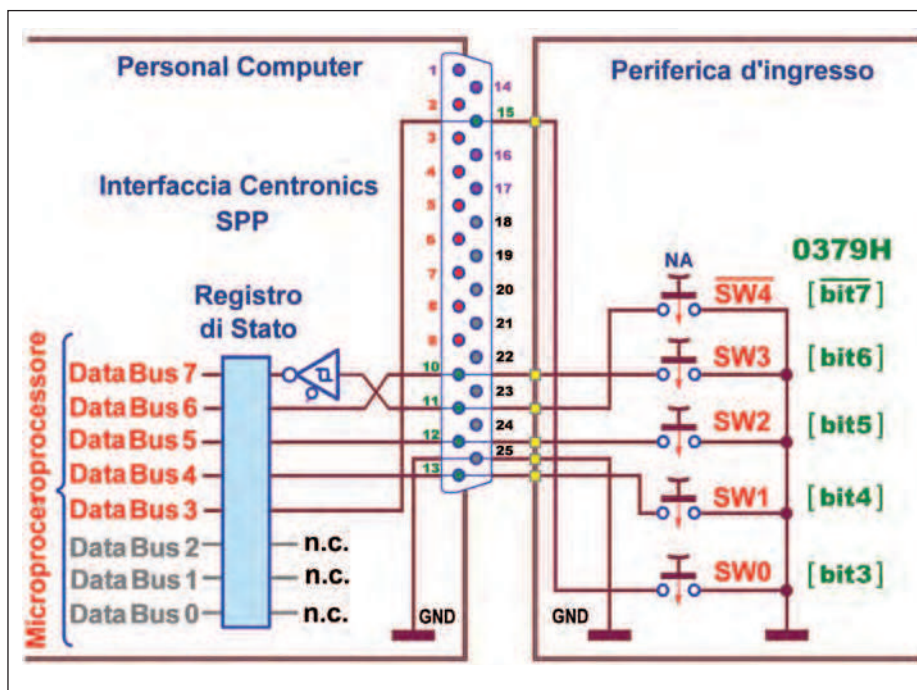 Personal Computer
Periferica d'ingresso
Interfaccia Centronics
SPP
Registro
di Stato
Microproceroprocessore
Data Bus 7
Data Bus 6
Data Bus 5
Data Bus 4
Data Bus 3
Data Bus 2
Data Bus 1
Data Bus 0
n.c.
n.c.
n.c.
GND
1
2
3
4
5
6
7
8
9
10
11
12
13
14
15
16
17
18
19
20
21
22
23
24
25
GND
NA
0379H
SW4 [bit7]
SW3 [bit6]
SW2 [bit5]
SW1 [bit4]
SW0 [bit3]